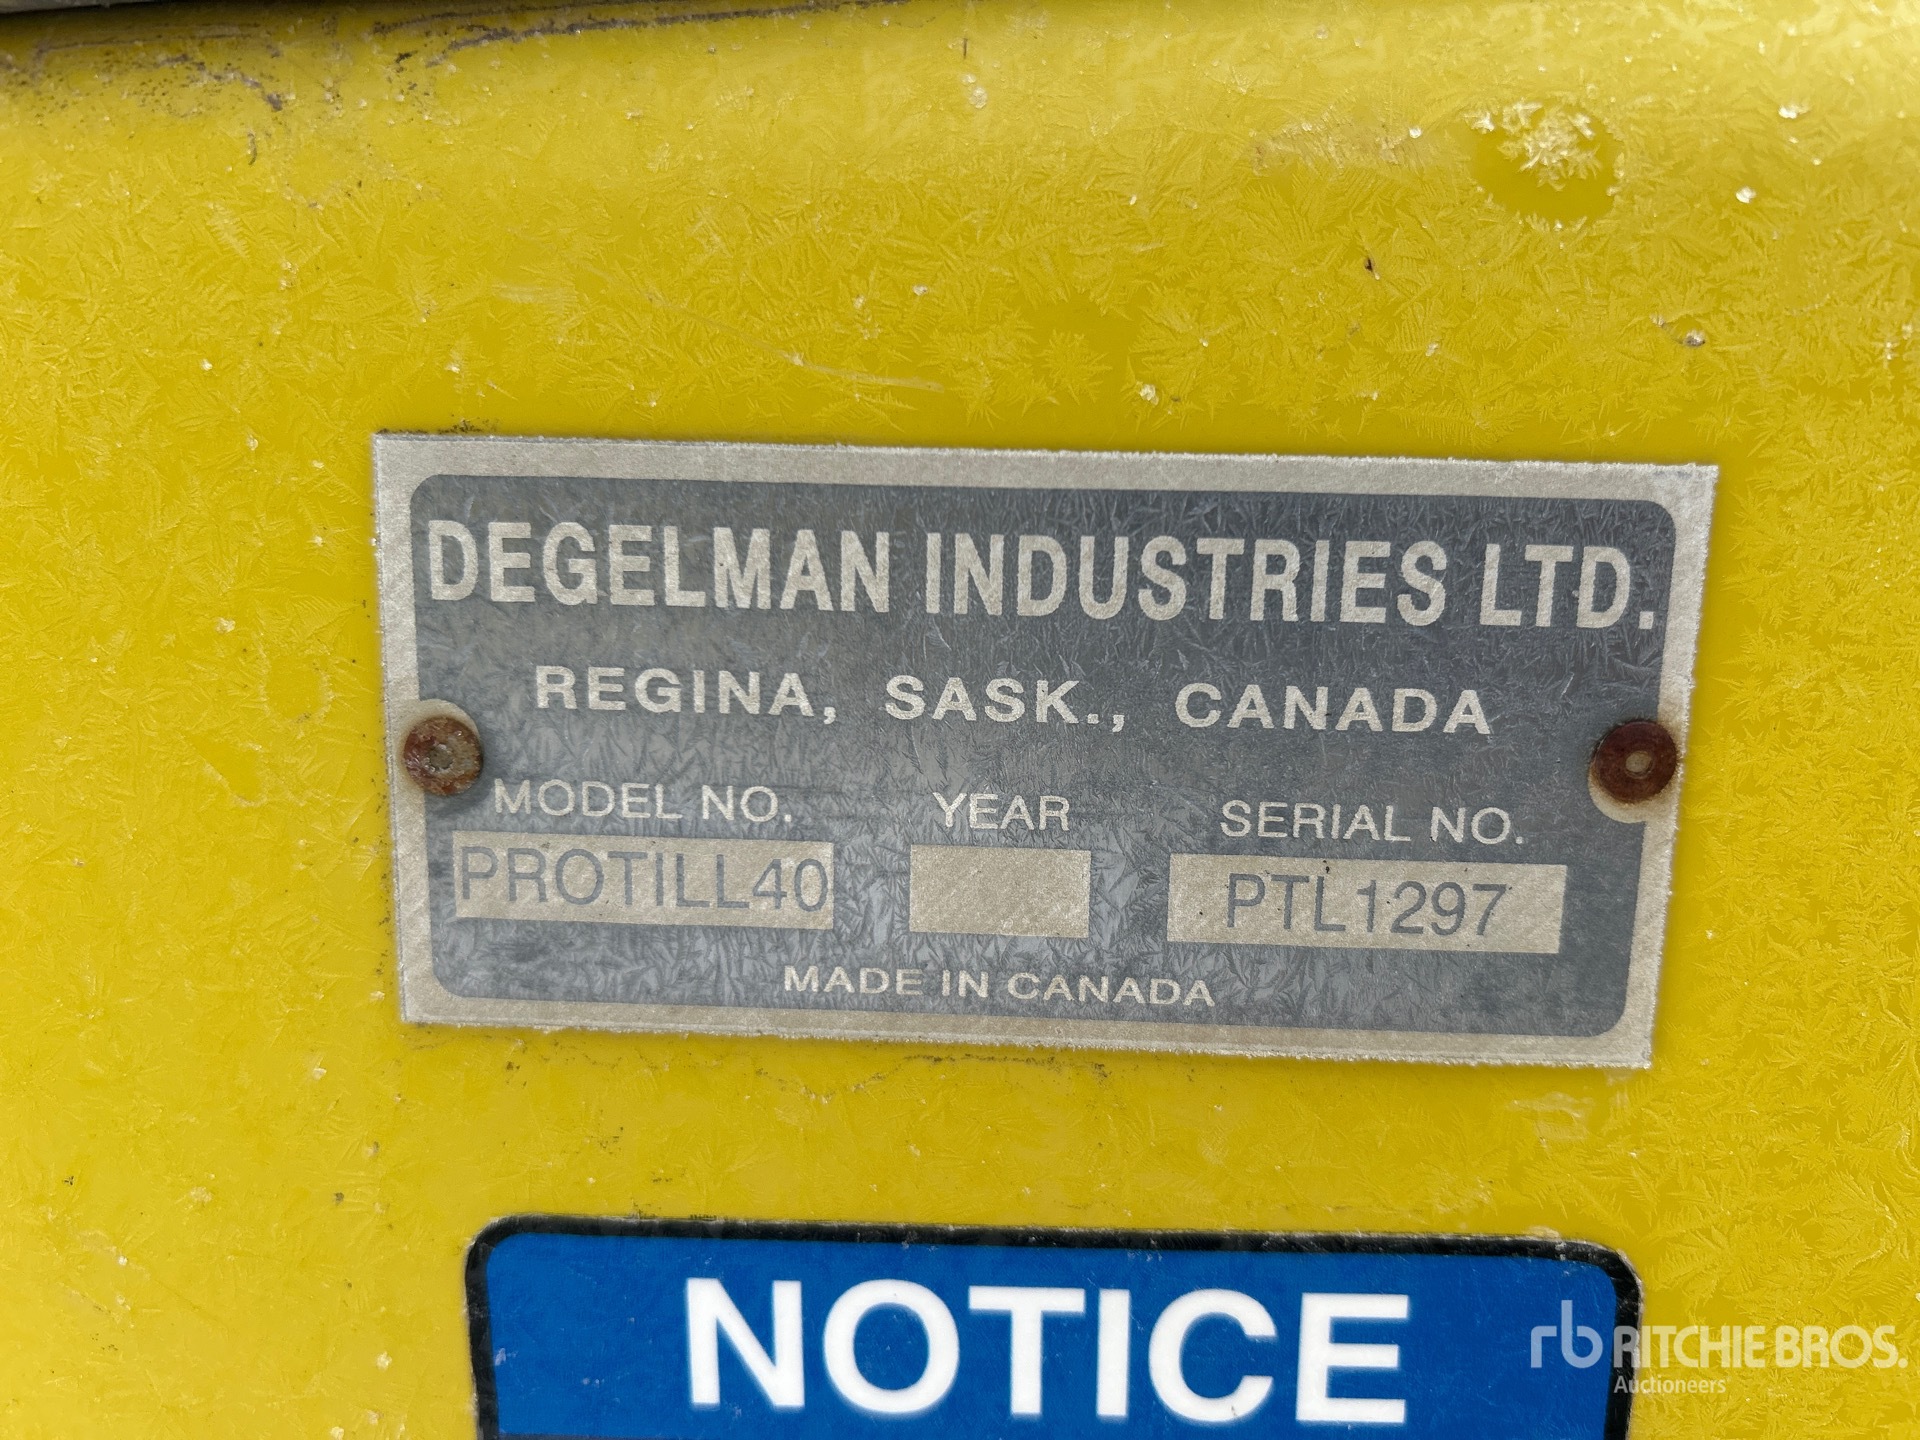 DEGELMAN INDUSTRIES LTD.
REGINA, SASK., CANADA
MODEL NO. YEAR SERIAL NO.
PROTILL40 PTL1297
MADE IN CANADA
NOTICE
rb RITCHIE BROS.
Auctioneers